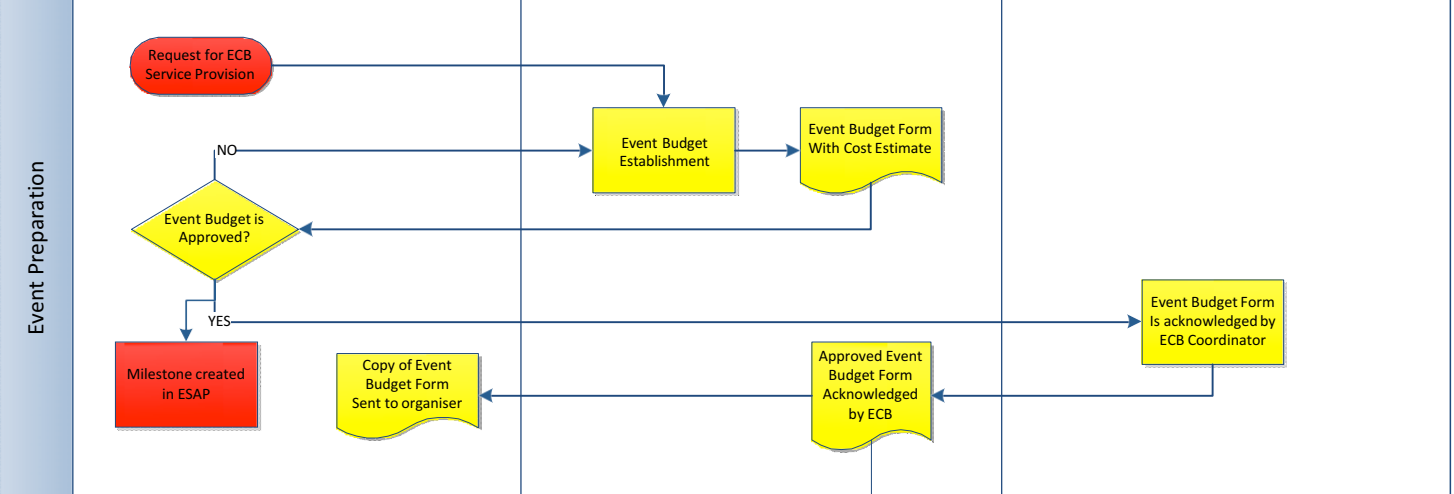 Event Preparation
Request for ECB
Service Provision
Event Budget
Establishment
Event Budget Form
With Cost Estimate
NO
Event Budget is
Approved?
YES
Event Budget Form
Is acknowledged by
ECB Coordinator
Milestone created
in ESAP
Copy of Event
Budget Form
Sent to organiser
Approved Event
Budget Form
Acknowledged
by ECB